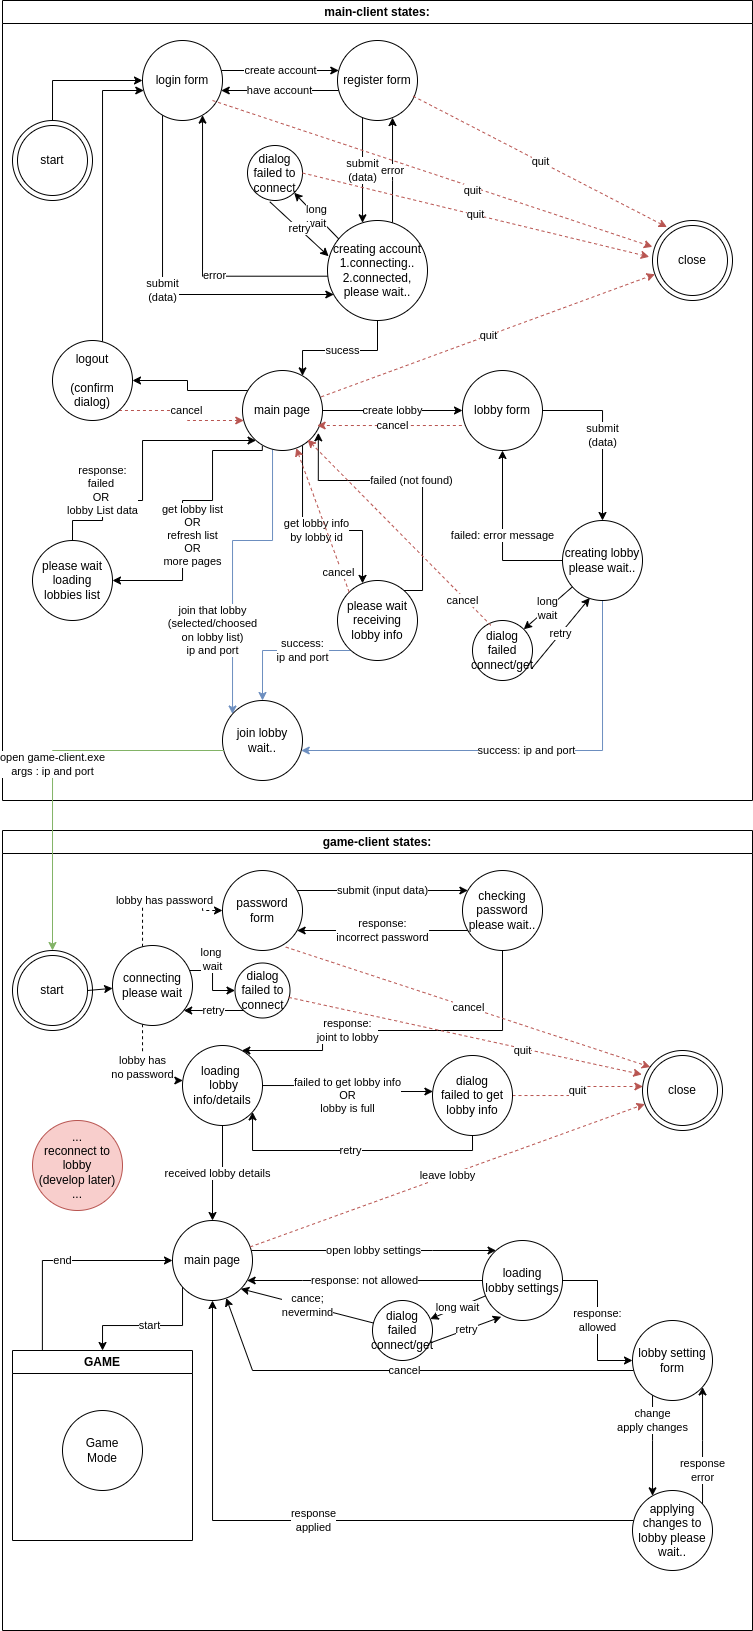 main-client states:
login form
create account
have account
register form
start
dialog
failed to
connect
submit
(data)
error
quit
quit
quit
long
wait
retry
creating account
1.connecting..
2.connected,
please wait..
close
error
submit
(data)
sucess
quit
logout
(confirm
dialog)
cancel
main page
create lobby
cancel
lobby form
submit
(data)
response:
failed
OR
lobby List data
get lobby list
OR
refresh list
OR
more pages
failed (not found)
get lobby info
by lobby id
failed: error message
creating lobby
please wait..
please wait
loading
lobbies list
cancel
please wait
receiving
lobby info
cancel
long
wait
retry
dialog
failed
connect/get
join that lobby
(selected/choosed
on lobby list)
ip and port
success:
ip and port
join lobby
wait..
success: ip and port
open game-client.exe
args : ip and port
game-client states:
lobby has password
password
form
submit (input data)
response:
incorrect password
checking
password
please wait..
start
connecting
please wait
long
wait
dialog
failed to
connect
retry
cancel
response:
joint to lobby
quit
lobby has
no password
loading
lobby
info/details
failed to get lobby info
OR
lobby is full
dialog
failed to get
lobby info
quit
close
...
reconnect to
lobby
(develop later)
...
retry
received lobby details
leave lobby
main page
end
open lobby settings
response: not allowed
loading
lobby settings
cance;
nevermind
long wait
dialog
failed
connect/get
retry
response:
allowed
start
cancel
lobby setting
form
GAME
Game
Mode
change
apply changes
response
error
response
applied
applying
changes to
lobby please
wait..